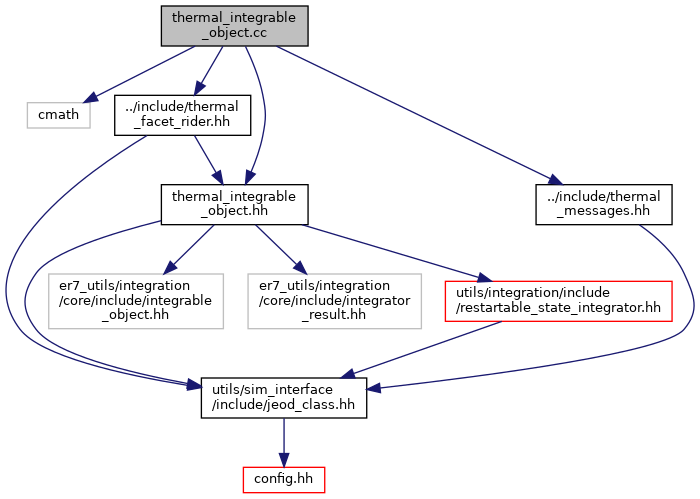 thermal_integrable
_object.cc
cmath
../include/thermal
_facet_rider.hh
thermal_integrable
_object.hh
../include/thermal
_messages.hh
er7_utils/integration
/core/include/integrable
_object.hh
er7_utils/integration
/core/include/integrator
_result.hh
utils/integration/include
/restartable_state_integrator.hh
utils/sim_interface
/include/jeod_class.hh
config.hh